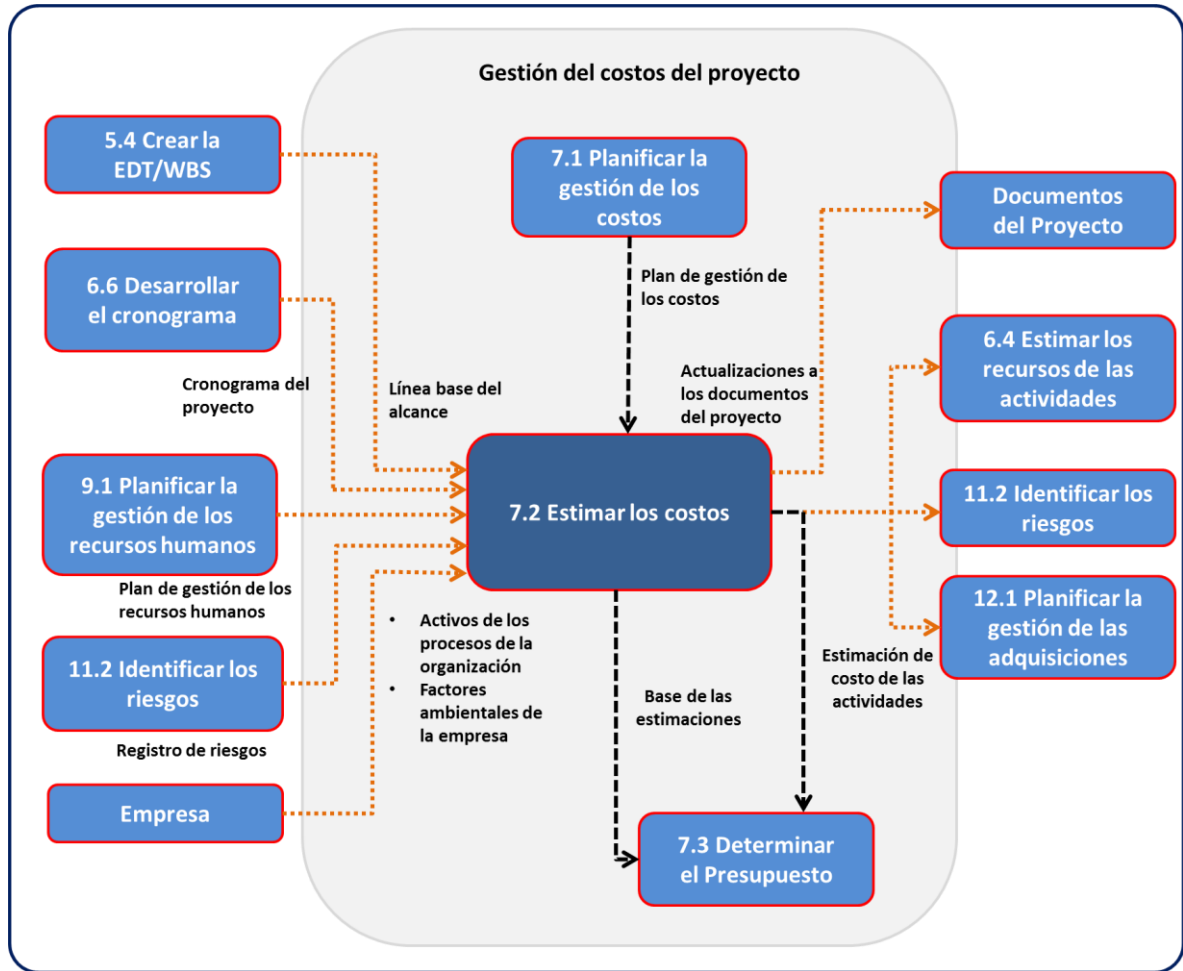 Gestión del costos del proyecto
5.4 Crear la
EDT/WBS
7.1 Planificar la
gestión de los
costos
Documentos
del Proyecto
6.6 Desarrollar
el cronograma
Plan de gestión de
los costos
6.4 Estimar los
recursos de las
actividades
Cronograma del
proyecto
Línea base del
alcance
Actualizaciones a
los documentos
del proyecto
9.1 Planificar la
gestión de los
recursos humanos
7.2 Estimar los costos
11.2 Identificar los
riesgos
Plan de gestión de los
recursos humanos
• Activos de los
procesos de la
organización
• Factores
ambientales de
la empresa
12.1 Planificar la
gestión de las
adquisiciones
11.2 Identificar los
riesgos
Base de las
estimaciones
Estimación de
costo de las
actividades
Registro de riesgos
Empresa
7.3 Determinar
el Presupuesto